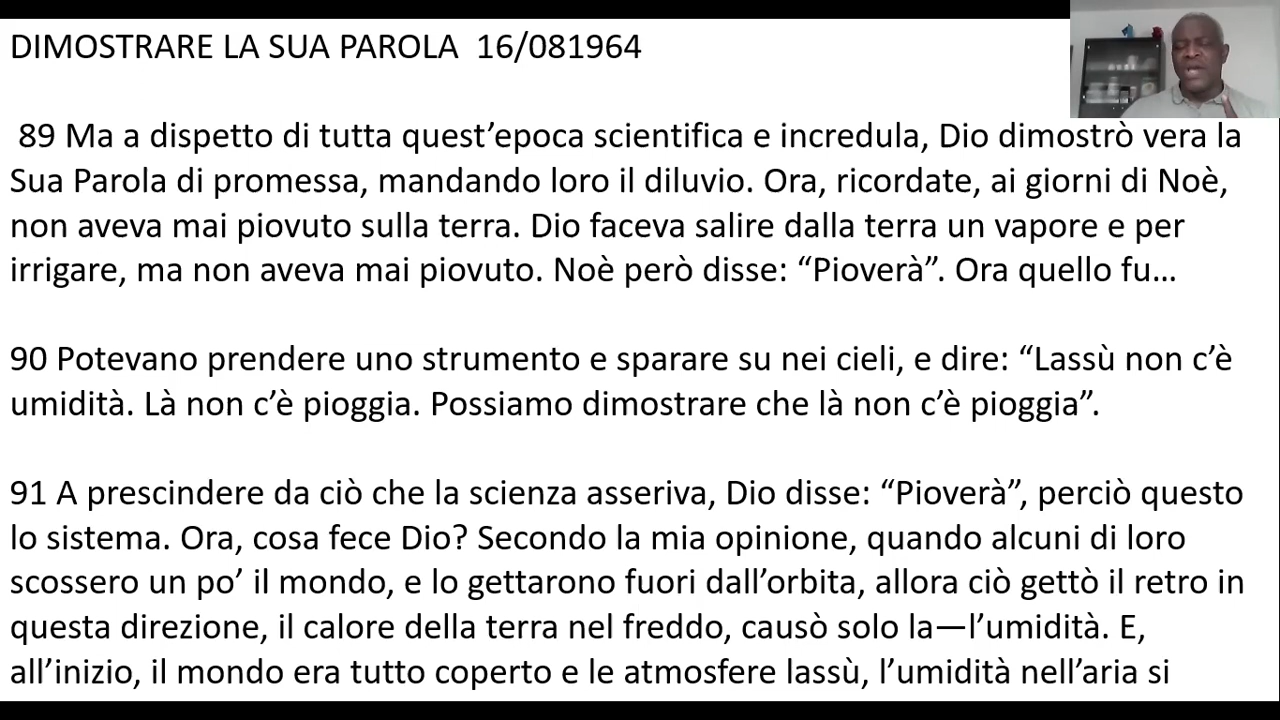 DIMOSTRARE LA SUA PAROLA  16/081964
89 Ma a dispetto di tutta quest’epoca scientifica e incredula, Dio dimostrò vera la
Sua Parola di promessa, mandando loro il diluvio. Ora, ricordate, ai giorni di Noè,
non aveva mai piovuto sulla terra. Dio faceva salire dalla terra un vapore e per
irrigare, ma non aveva mai piovuto. Noè però disse: “Pioverà”. Ora quello fu…
90 Potevano prendere uno strumento e sparare su nei cieli, e dire: “Lassù non c’è
umidità. Là non c’è pioggia. Possiamo dimostrare che là non c’è pioggia”.
91 A prescindere da ciò che la scienza asseriva, Dio disse: “Pioverà”, perciò questo
lo sistema. Ora, cosa fece Dio? Secondo la mia opinione, quando alcuni di loro
scossero un po’ il mondo, e lo gettarono fuori dall’orbita, allora ciò gettò il retro in
questa direzione, il calore della terra nel freddo, causò solo la—l’umidità. E,
all’inizio, il mondo era tutto coperto e le atmosfere lassù, l’umidità nell’aria si